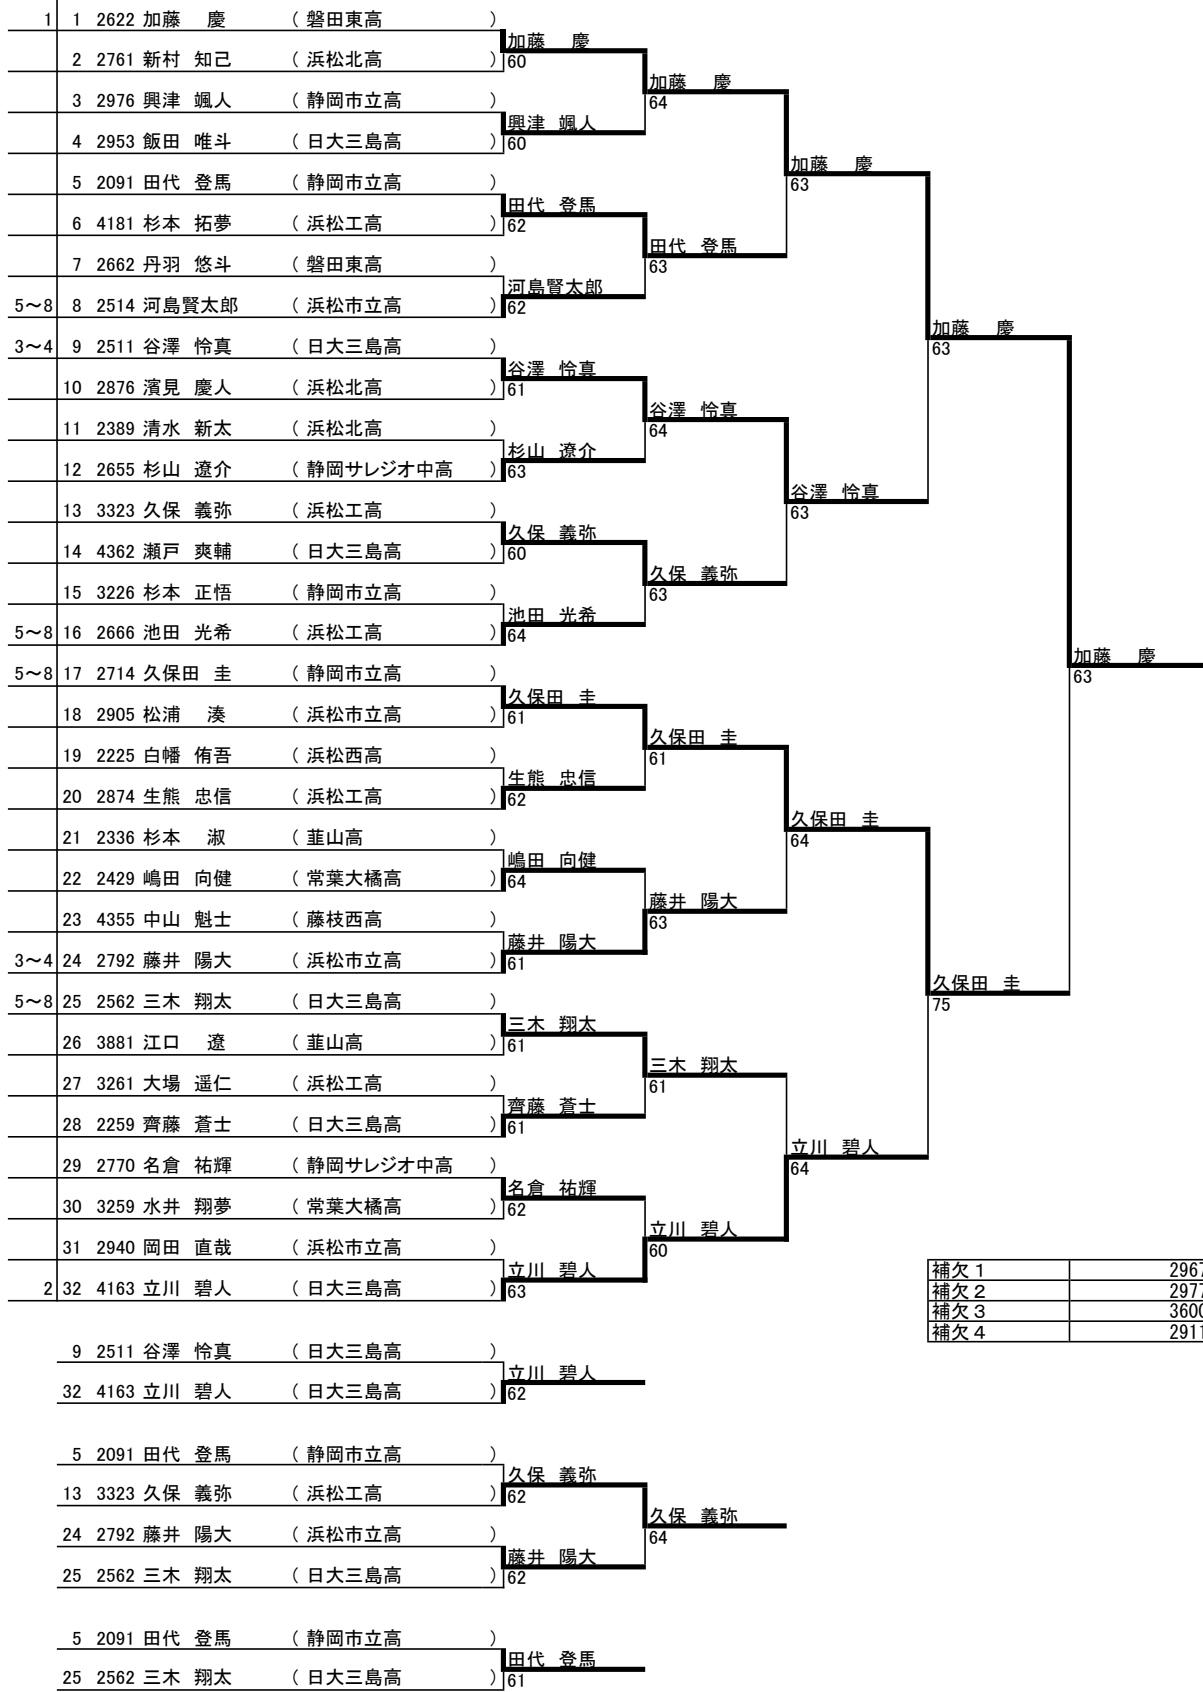 1 1 2622 加藤 慶 ( 磐田東高 )
加藤 慶
2 2761 新村 知己 ( 浜松北高 ) 60
加藤 慶
3 2976 興津 颯人 ( 静岡市立高 ) 64
興津 颯人
4 2953 飯田 唯斗 ( 日大三島高 ) 60
加藤 慶
5 2091 田代 登馬 ( 静岡市立高 ) 63
田代 登馬
6 4181 杉本 拓夢 ( 浜松工高 ) 62
田代 登馬
7 2662 丹羽 悠斗 ( 磐田東高 ) 63
河島賢太郎
5~8 8 2514 河島賢太郎 ( 浜松市立高 ) 62
加藤 慶
3~4 9 2511 谷澤 怜真 ( 日大三島高 ) 63
谷澤 怜真
10 2876 濱見 慶人 ( 浜松北高 ) 61
谷澤 怜真
11 2389 清水 新太 ( 浜松北高 ) 64
杉山 遼介
12 2655 杉山 遼介 ( 静岡サレジオ中高 ) 63
谷澤 怜真
13 3323 久保 義弥 ( 浜松工高 ) 63
久保 義弥
14 4362 瀬戸 爽輔 ( 日大三島高 ) 60
久保 義弥
15 3226 杉本 正悟 ( 静岡市立高 ) 63
池田 光希
5~8 16 2666 池田 光希 ( 浜松工高 ) 64
加藤 慶
5~8 17 2714 久保田 圭 ( 静岡市立高 ) 63
久保田 圭
18 2905 松浦 湊 ( 浜松市立高 ) 61
久保田 圭
19 2225 白幡 侑吾 ( 浜松西高 ) 61
生熊 忠信
20 2874 生熊 忠信 ( 浜松工高 ) 62
久保田 圭
21 2336 杉本 淑 ( 韮山高 ) 64
嶋田 向健
22 2429 嶋田 向健 ( 常葉大橘高 ) 64
藤井 陽大
23 4355 中山 魁士 ( 藤枝西高 ) 63
藤井 陽大
3~4 24 2792 藤井 陽大 ( 浜松市立高 ) 61
久保田 圭
5~8 25 2562 三木 翔太 ( 日大三島高 ) 75
三木 翔太
26 3881 江口 遼 ( 韮山高 ) 61
三木 翔太
27 3261 大場 遥仁 ( 浜松工高 ) 61
齊藤 蒼士
28 2259 齊藤 蒼士 ( 日大三島高 ) 61
立川 碧人
29 2770 名倉 祐輝 ( 静岡サレジオ中高 ) 64
名倉 祐輝
30 3259 水井 翔夢 ( 常葉大橘高 ) 62
立川 碧人
31 2940 岡田 直哉 ( 浜松市立高 ) 60
立川 碧人
2 32 4163 立川 碧人 ( 日大三島高 ) 63
補欠1 2967
補欠2 2977
補欠3 3600
補欠4 2911
9 2511 谷澤 怜真 ( 日大三島高 )
立川 碧人
32 4163 立川 碧人 ( 日大三島高 ) 62
5 2091 田代 登馬 ( 静岡市立高 )
久保 義弥
13 3323 久保 義弥 ( 浜松工高 ) 62
久保 義弥
24 2792 藤井 陽大 ( 浜松市立高 ) 64
藤井 陽大
25 2562 三木 翔太 ( 日大三島高 ) 62
5 2091 田代 登馬 ( 静岡市立高 )
田代 登馬
25 2562 三木 翔太 ( 日大三島高 ) 61